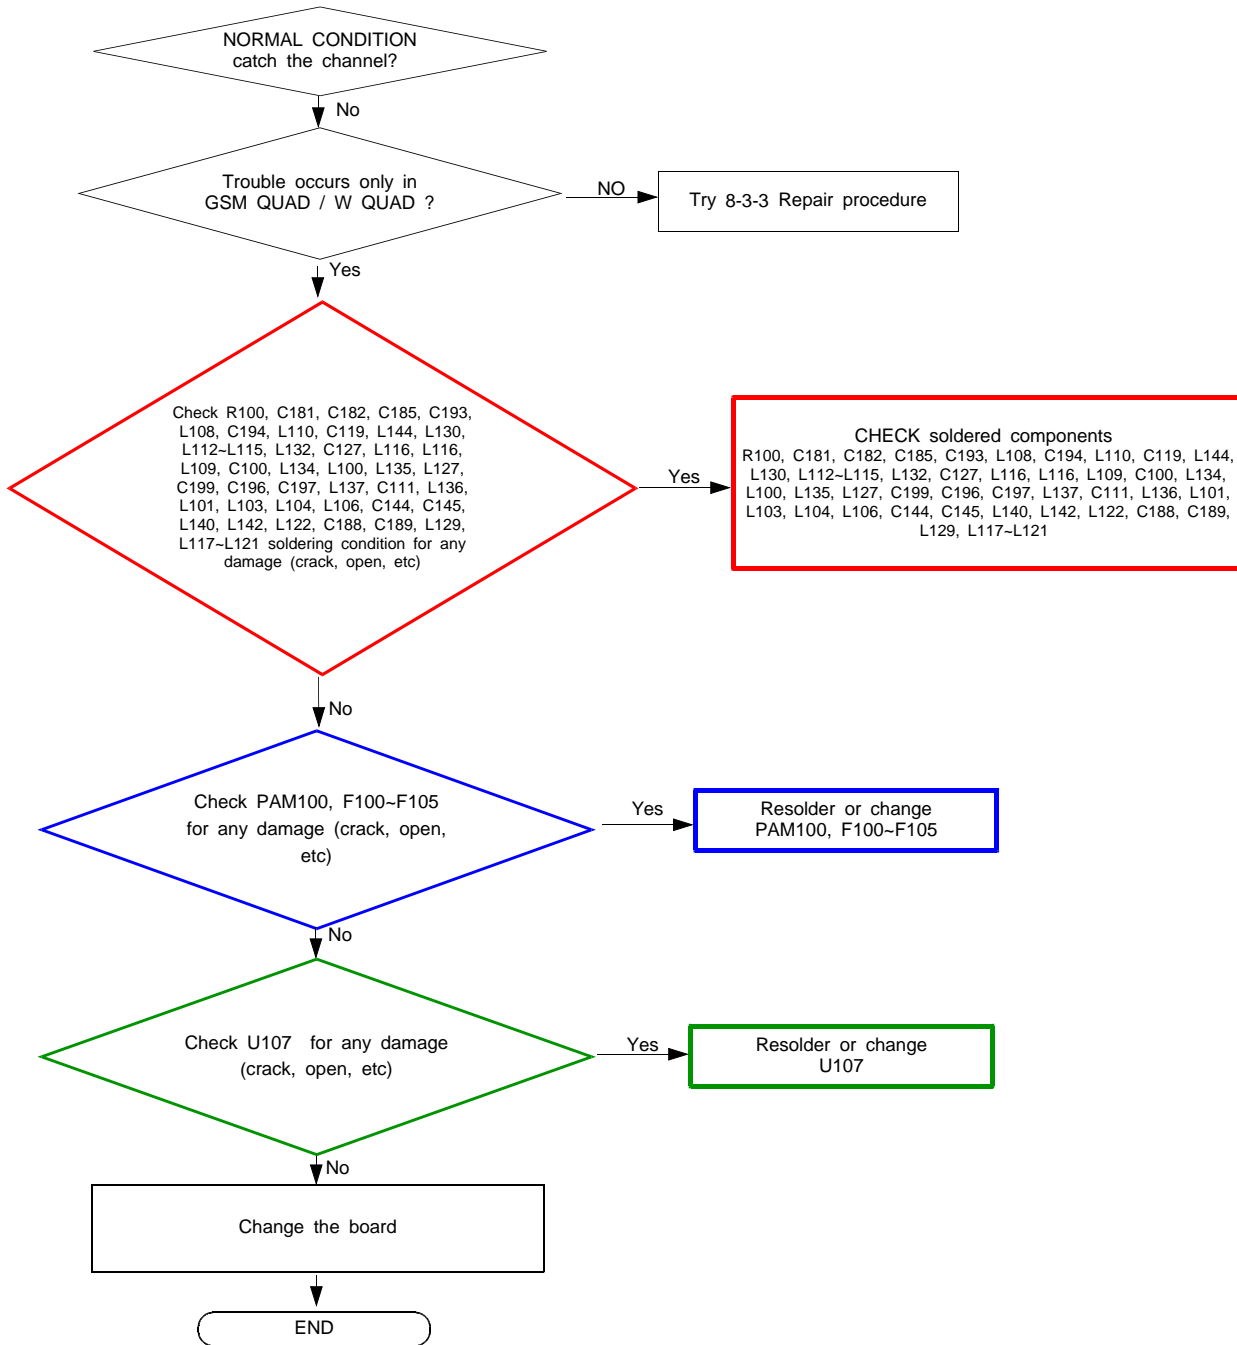 NORMAL CONDITION
catch the channel?
No
Trouble occurs only in
GSM QUAD / W QUAD ?
NO
Try 8-3-3 Repair procedure
Yes
Check R100, C181, C182, C185, C193,
L108, C194, L110, C119, L144, L130,
L112~L115, L132, C127, L116, L116,
L109, C100, L134, L100, L135, L127,
C199, C196, C197, L137, C111, L136,
L101, L103, L104, L106, C144, C145,
L140, L142, L122, C188, C189, L129,
L117~L121 soldering condition for any
damage (crack, open, etc)
Yes
CHECK soldered components
R100, C181, C182, C185, C193, L108, C194, L110, C119, L144,
L130, L112~L115, L132, C127, L116, L116, L109, C100, L134,
L100, L135, L127, C199, C196, C197, L137, C111, L136, L101,
L103, L104, L106, C144, C145, L140, L142, L122, C188, C189,
L129, L117~L121
No
Check PAM100, F100~F105
for any damage (crack, open,
etc)
Yes
Resolder or change
PAM100, F100~F105
No
Check U107 for any damage
(crack, open, etc)
Yes
Resolder or change
U107
No
Change the board
END